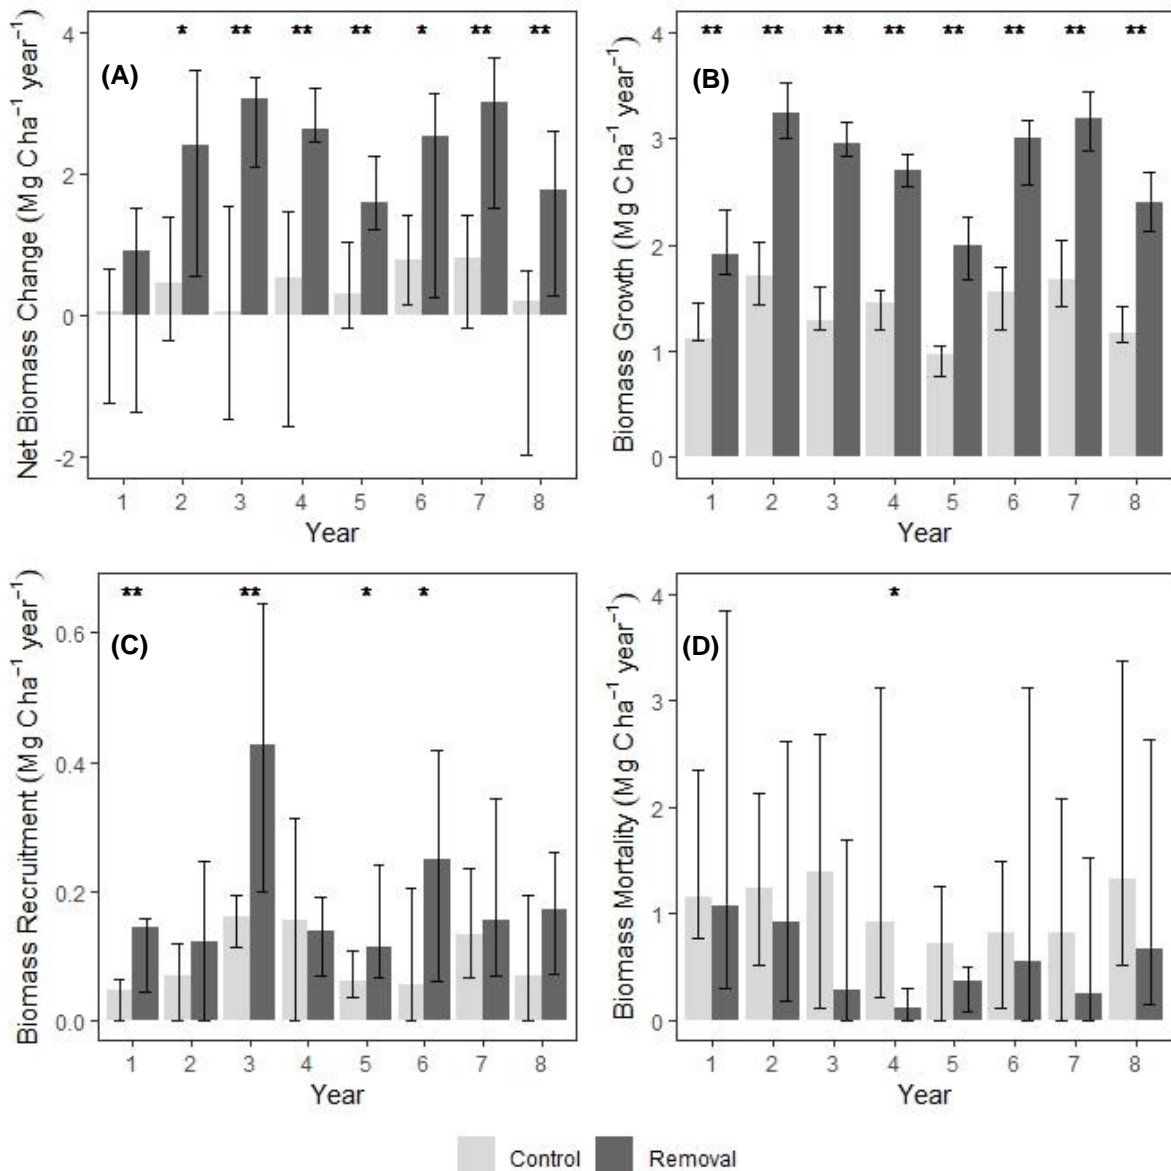 * ** ** ** * ** **
(A)
Net Biomass Change (Mg Cha⁻¹ year⁻¹)
4
2
0
-2
1 2 3 4 5 6 7 8
Year
** ** ** ** ** ** ** **
(B)
Biomass Growth (Mg Cha⁻¹ year⁻¹)
4
3
2
1
0
1 2 3 4 5 6 7 8
Year
** ** * *
(C)
Biomass Recruitment (Mg Cha⁻¹ year⁻¹)
0.6
0.4
0.2
0.0
1 2 3 4 5 6 7 8
Year
*
(D)
Biomass Mortality (Mg Cha⁻¹ year⁻¹)
4
3
2
1
0
1 2 3 4 5 6 7 8
Year
Control Removal